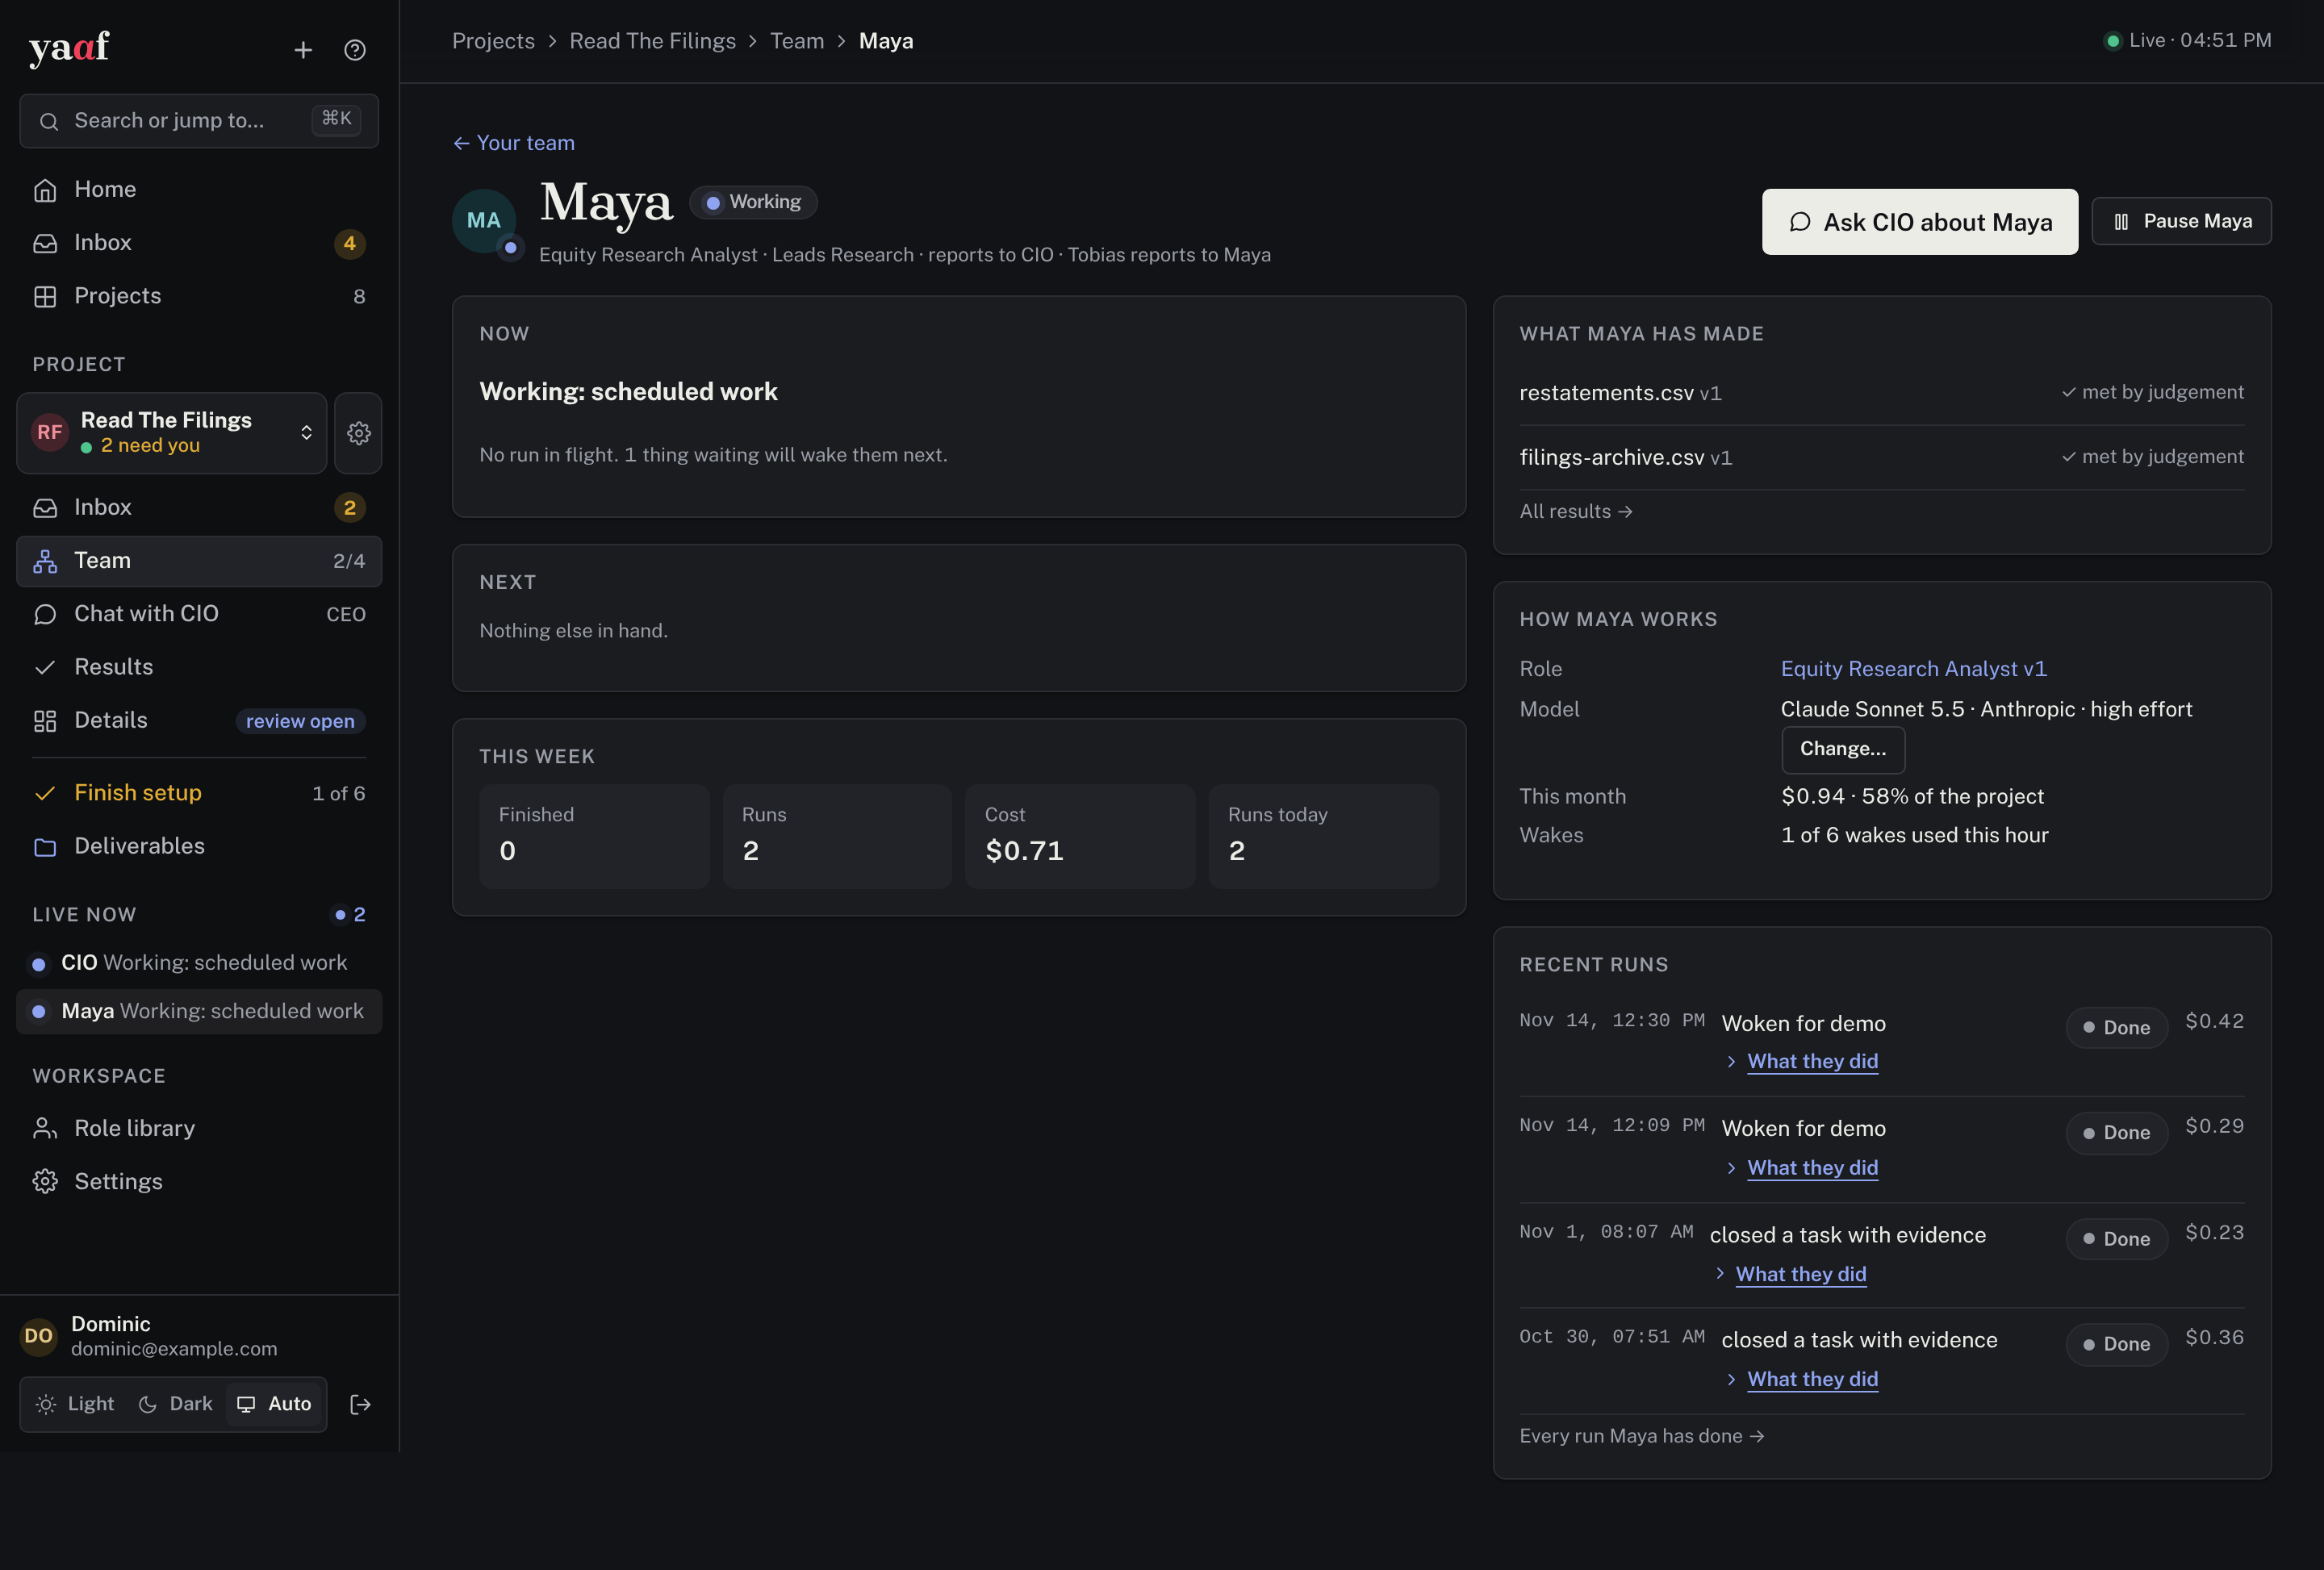 yaaf
Search or jump to... ⌘K
Home
Inbox 4
Projects 8
PROJECT
RF Read The Filings
2 need you
Inbox 2
Team 2/4
Chat with CIO CEO
Results
Details review open
Finish setup 1 of 6
Deliverables
LIVE NOW 2
CIO Working: scheduled work
Maya Working: scheduled work
WORKSPACE
Role library
Settings
DO Dominic
dominic@example.com
Light Dark Auto
Projects > Read The Filings > Team > Maya
Live · 04:51 PM
← Your team
MA Maya Working
Equity Research Analyst · Leads Research · reports to CIO · Tobias reports to Maya
Ask CIO about Maya
Pause Maya
NOW
Working: scheduled work
No run in flight. 1 thing waiting will wake them next.
NEXT
Nothing else in hand.
THIS WEEK
Finished Runs Cost Runs today
0 2 $0.71 2
WHAT MAYA HAS MADE
restatements.csv v1 ✓ met by judgement
filings-archive.csv v1 ✓ met by judgement
All results →
HOW MAYA WORKS
Role Equity Research Analyst v1
Model Claude Sonnet 5.5 · Anthropic · high effort
Change...
This month $0.94 · 58% of the project
Wakes 1 of 6 wakes used this hour
RECENT RUNS
Nov 14, 12:30 PM Woken for demo Done $0.42
What they did
Nov 14, 12:09 PM Woken for demo Done $0.29
What they did
Nov 1, 08:07 AM closed a task with evidence Done $0.23
What they did
Oct 30, 07:51 AM closed a task with evidence Done $0.36
What they did
Every run Maya has done →